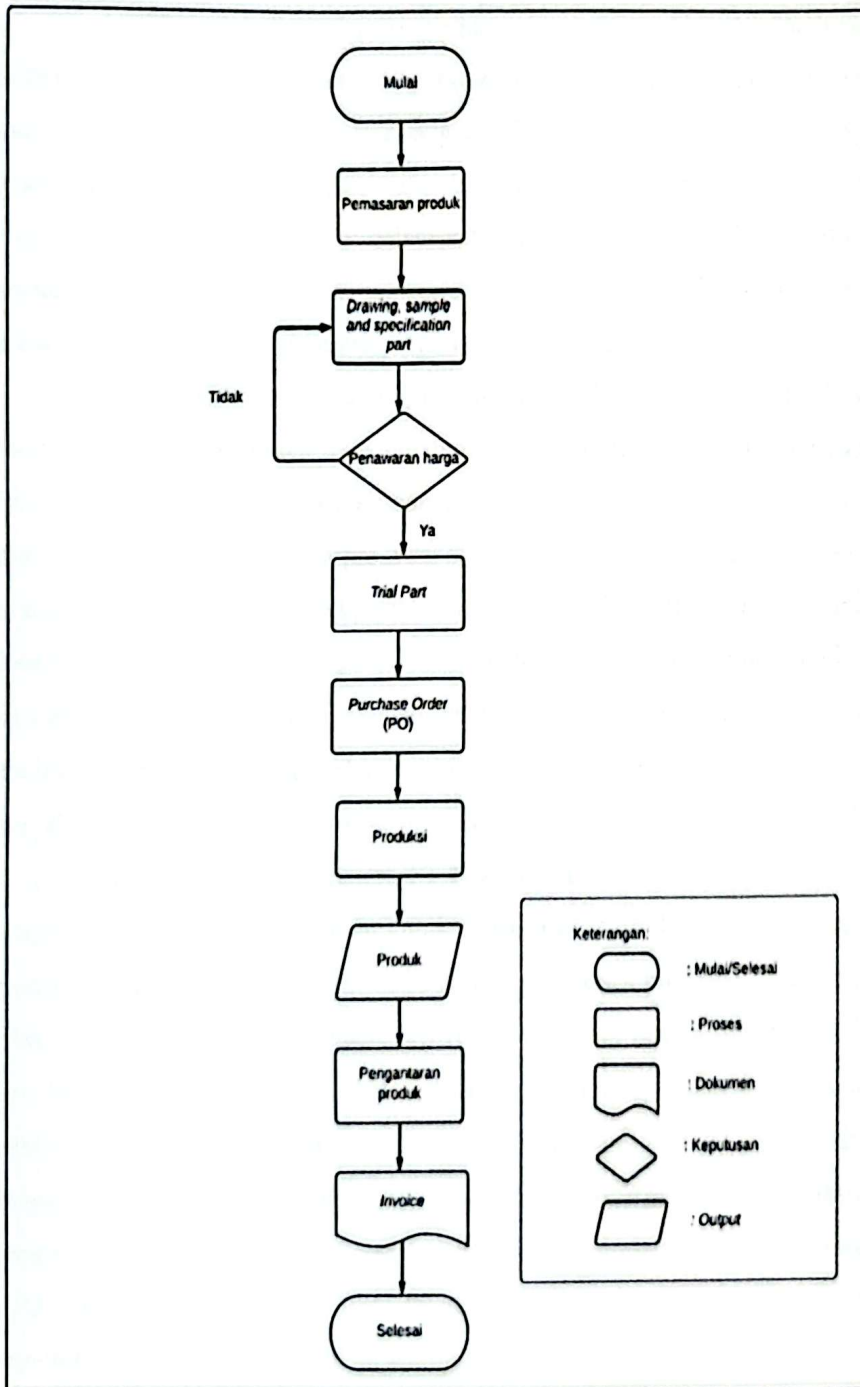 Mulai
Pemasaran produk
Drawing, sample
and specification
part
Tidak
Penawaran harga
Ya
Trial Part
Purchase Order
(PO)
Produksi
Produk
Pengantaran
produk
Invoice
Selesai
Keterangan:
: Mulai/Selesai
: Proses
: Dokumen
: Keputusan
: Output